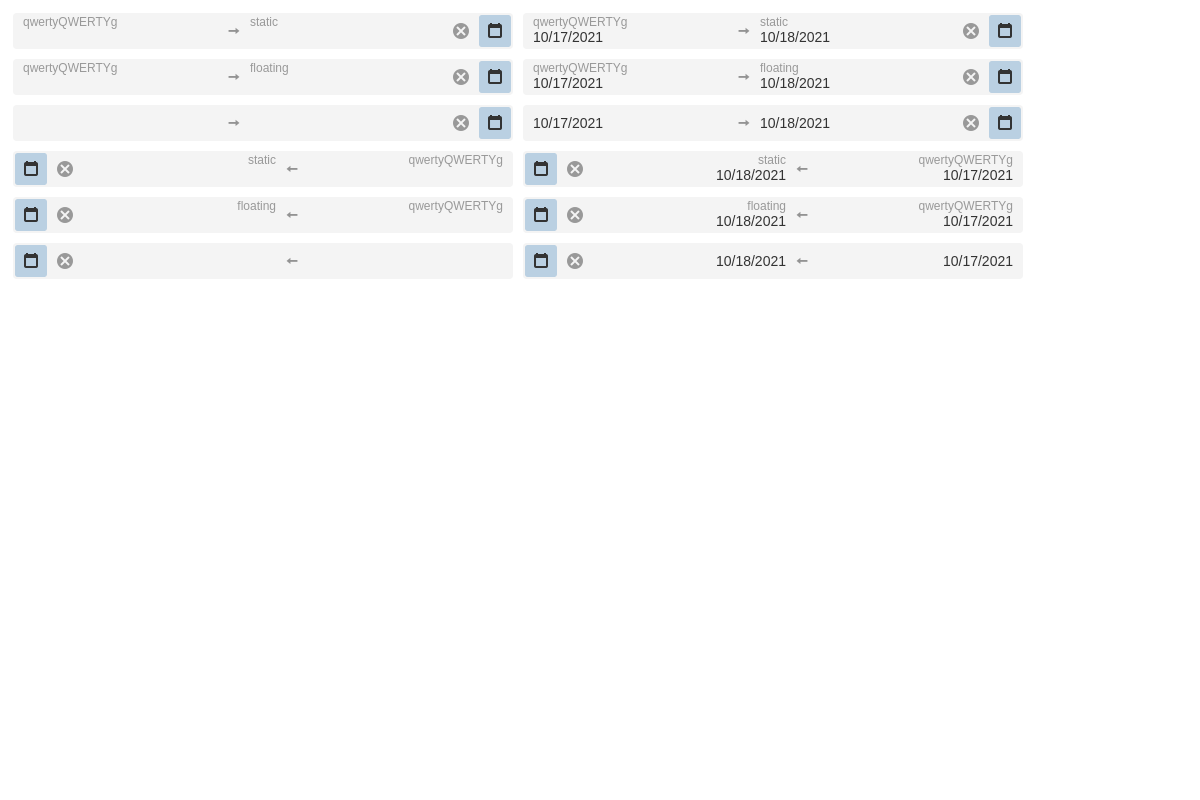 qwertyQWERTYg → static
qwertyQWERTYg → static
10/17/2021 10/18/2021
qwertyQWERTYg → floating
qwertyQWERTYg → floating
10/17/2021 10/18/2021
→
10/17/2021 → 10/18/2021
static ← qwertyQWERTYg
static ← qwertyQWERTYg
10/18/2021 10/17/2021
floating ← qwertyQWERTYg
floating ← qwertyQWERTYg
10/18/2021 10/17/2021
←
10/18/2021 ← 10/17/2021